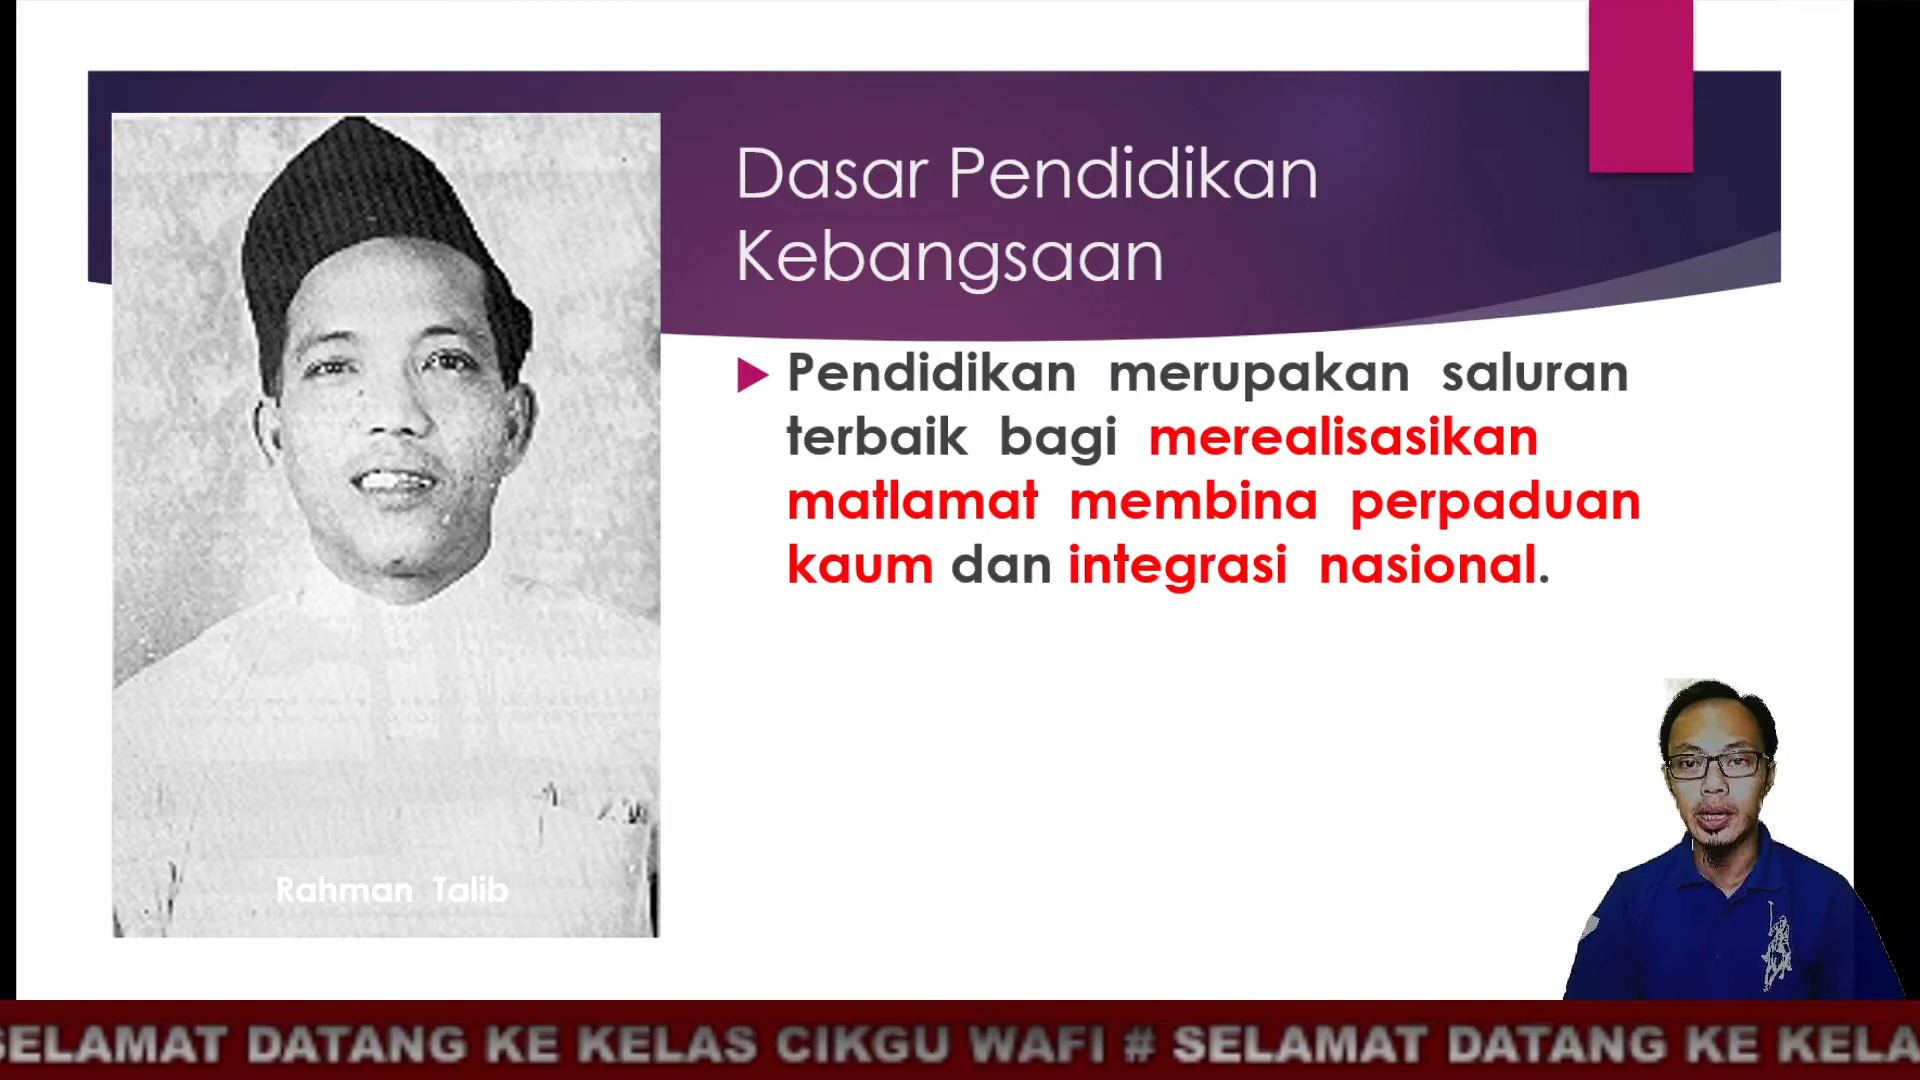 Dasar Pendidikan
Kebangsaan
Pendidikan merupakan saluran
terbaik bagi merealisasikan
matlamat membina perpaduan
kaum dan integrasi nasional.
Rahman Talib
SELAMAT DATANG KE KELAS CIKGU WAFI # SELAMAT DATANG KE KELA